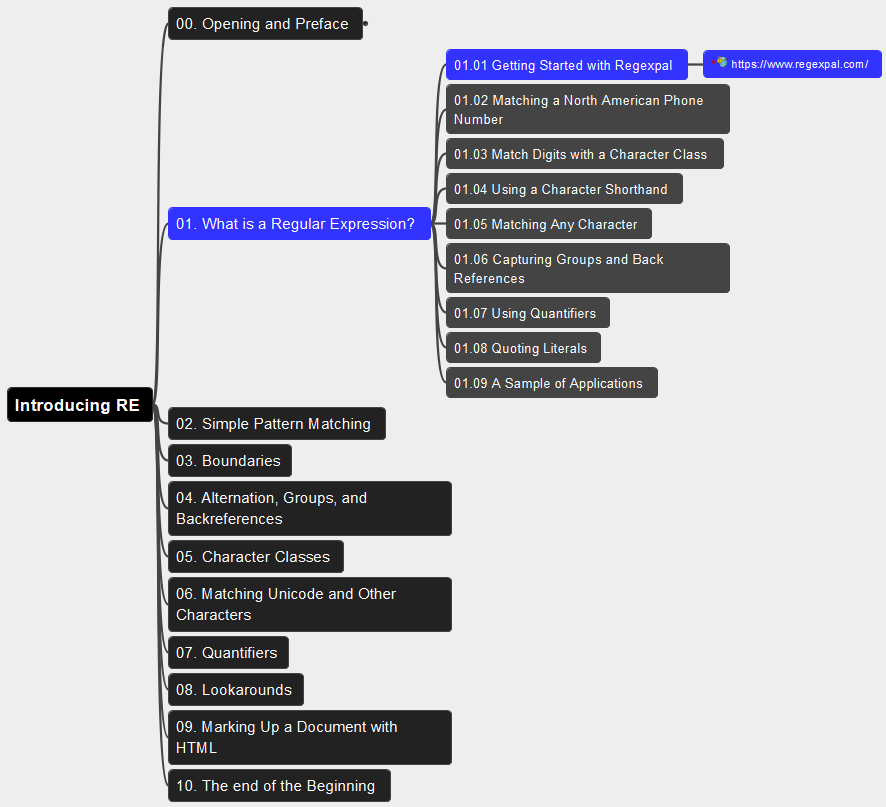 Introducing RE
00. Opening and Preface
01. What is a Regular Expression?
01.01 Getting Started with Regexpal
https://www.regexpal.com/
01.02 Matching a North American Phone
Number
01.03 Match Digits with a Character Class
01.04 Using a Character Shorthand
01.05 Matching Any Character
01.06 Capturing Groups and Back
References
01.07 Using Quantifiers
01.08 Quoting Literals
01.09 A Sample of Applications
02. Simple Pattern Matching
03. Boundaries
04. Alternation, Groups, and
Backreferences
05. Character Classes
06. Matching Unicode and Other
Characters
07. Quantifiers
08. Lookarounds
09. Marking Up a Document with
HTML
10. The end of the Beginning